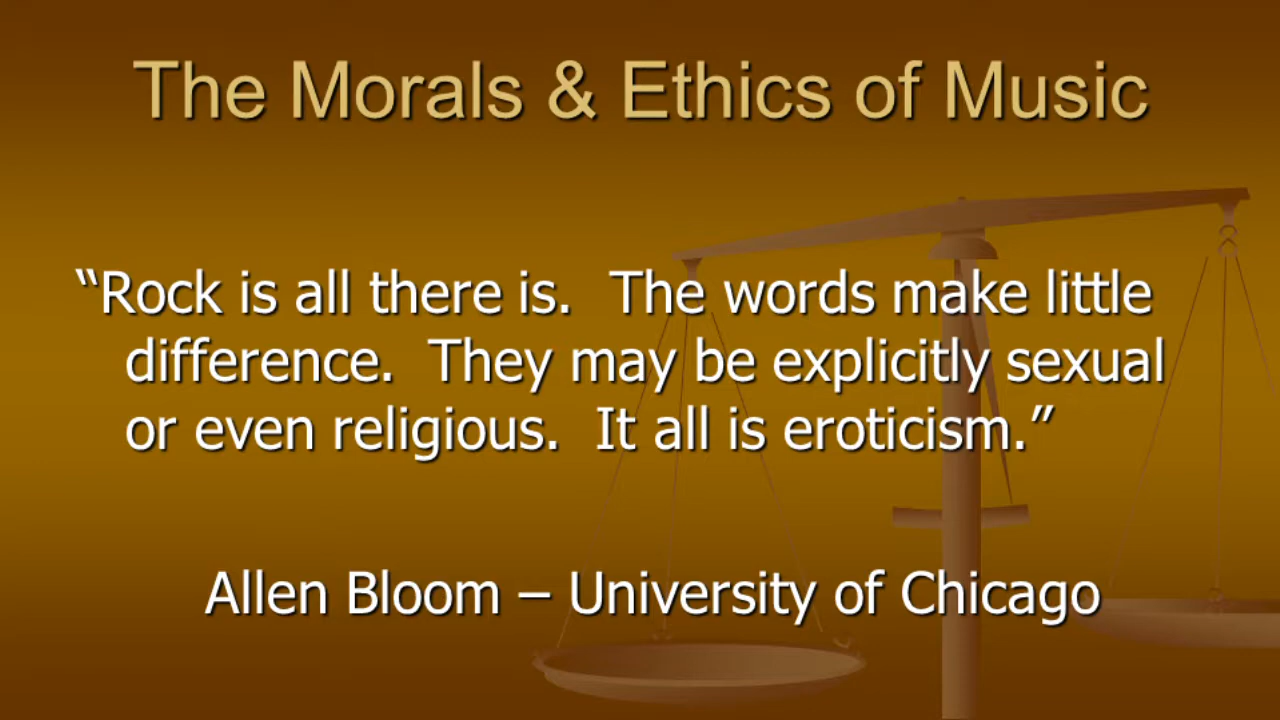 The Morals & Ethics of Music
“Rock is all there is.  The words make little
difference.  They may be explicitly sexual
or even religious.  It all is eroticism.”
Allen Bloom – University of Chicago